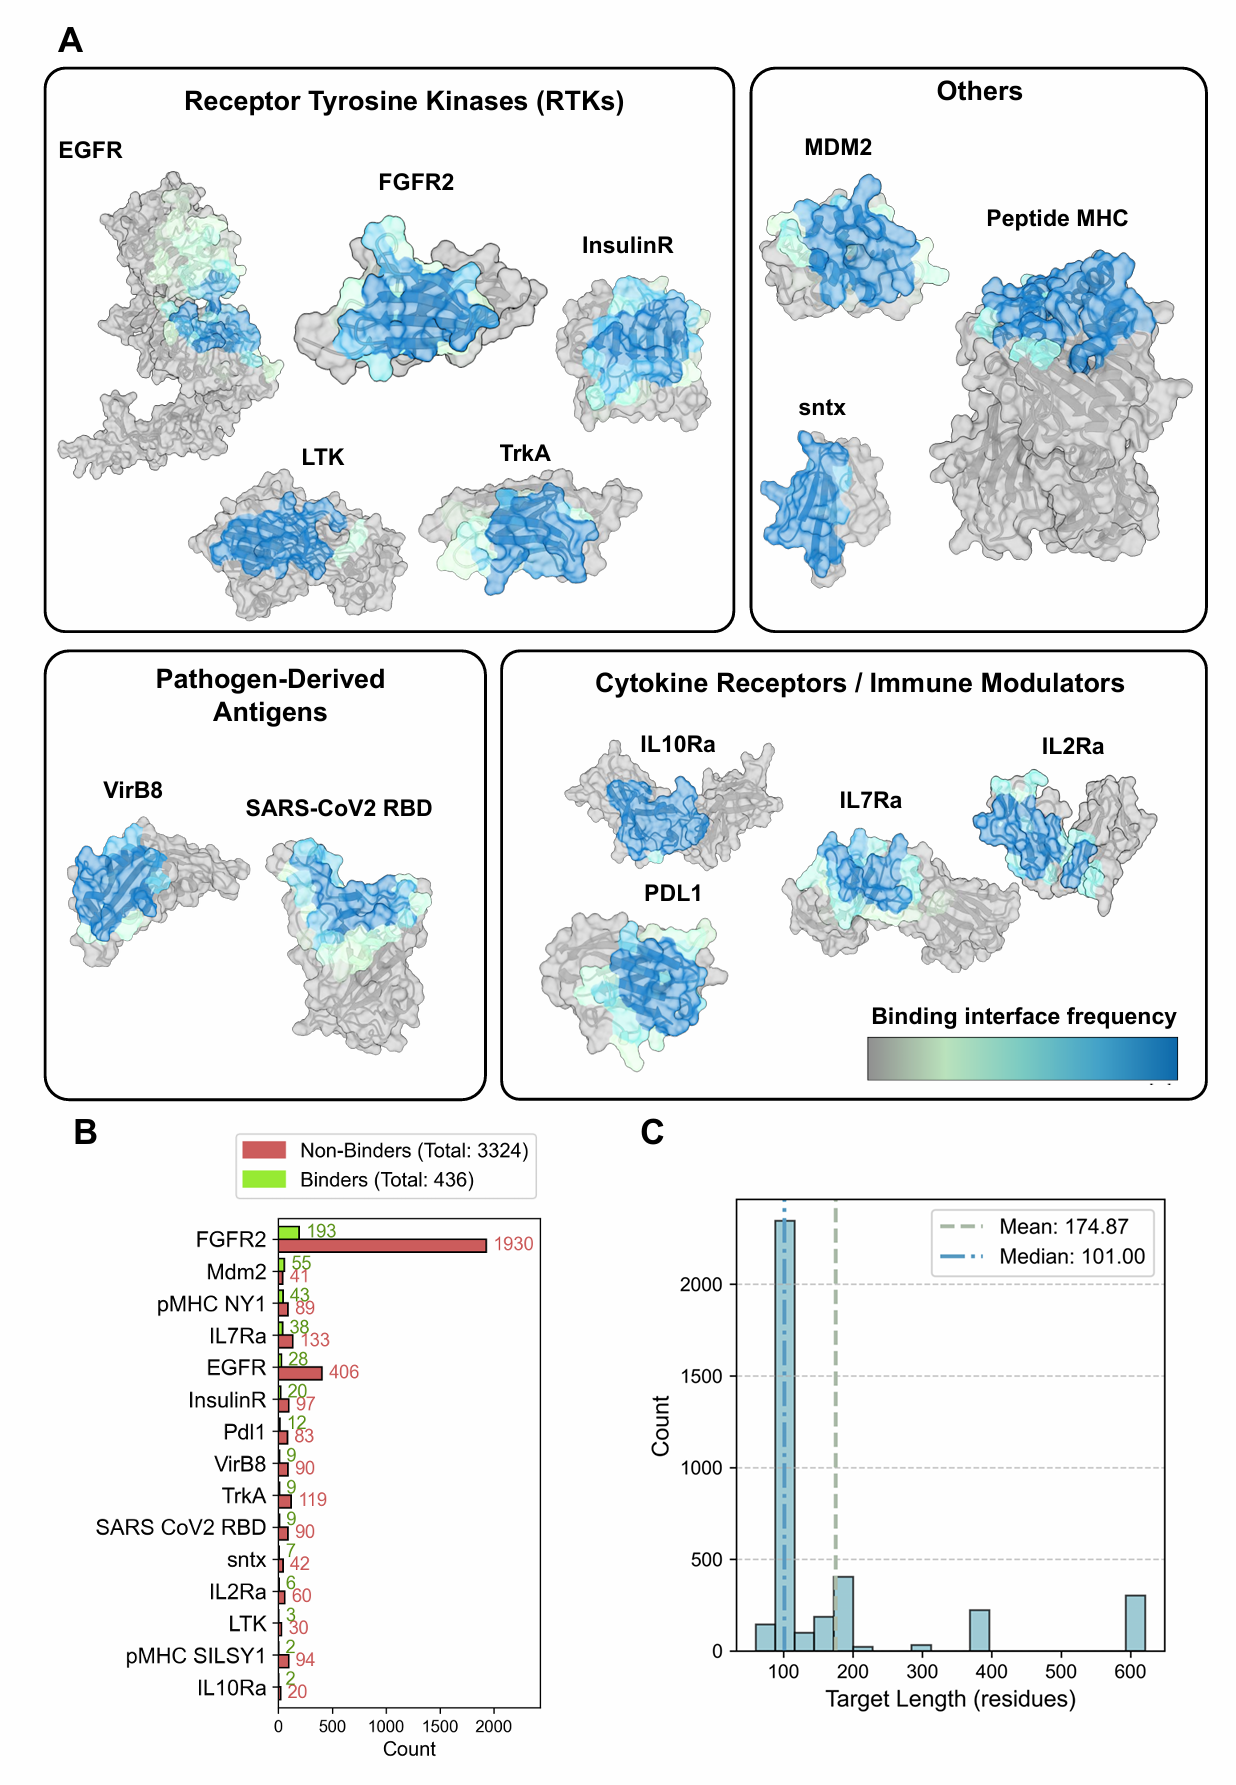 A
Receptor Tyrosine Kinases (RTKs)
EGFR
FGFR2
InsulinR
LTK
TrkA
Others
MDM2
Peptide MHC
sntx
Pathogen-Derived
Antigens
VirB8
SARS-CoV2 RBD
Cytokine Receptors / Immune Modulators
IL10Ra
IL2Ra
IL7Ra
PDL1
Binding interface frequency
B
Non-Binders (Total: 3324)
Binders (Total: 436)
FGFR2 193 1930
Mdm2 55 41
pMHC NY1 43 89
IL7Ra 38 133
EGFR 28 406
InsulinR 20 97
Pdl1 12 83
VirB8 9 90
TrkA 9 119
SARS CoV2 RBD 9 90
sntx 7 42
IL2Ra 6 60
LTK 3 30
pMHC SILSY1 2 94
IL10Ra 2 20
0 500 1000 1500 2000
Count
C
Mean: 174.87
Median: 101.00
2000
1500
1000
500
0
Count
100 200 300 400 500 600
Target Length (residues)